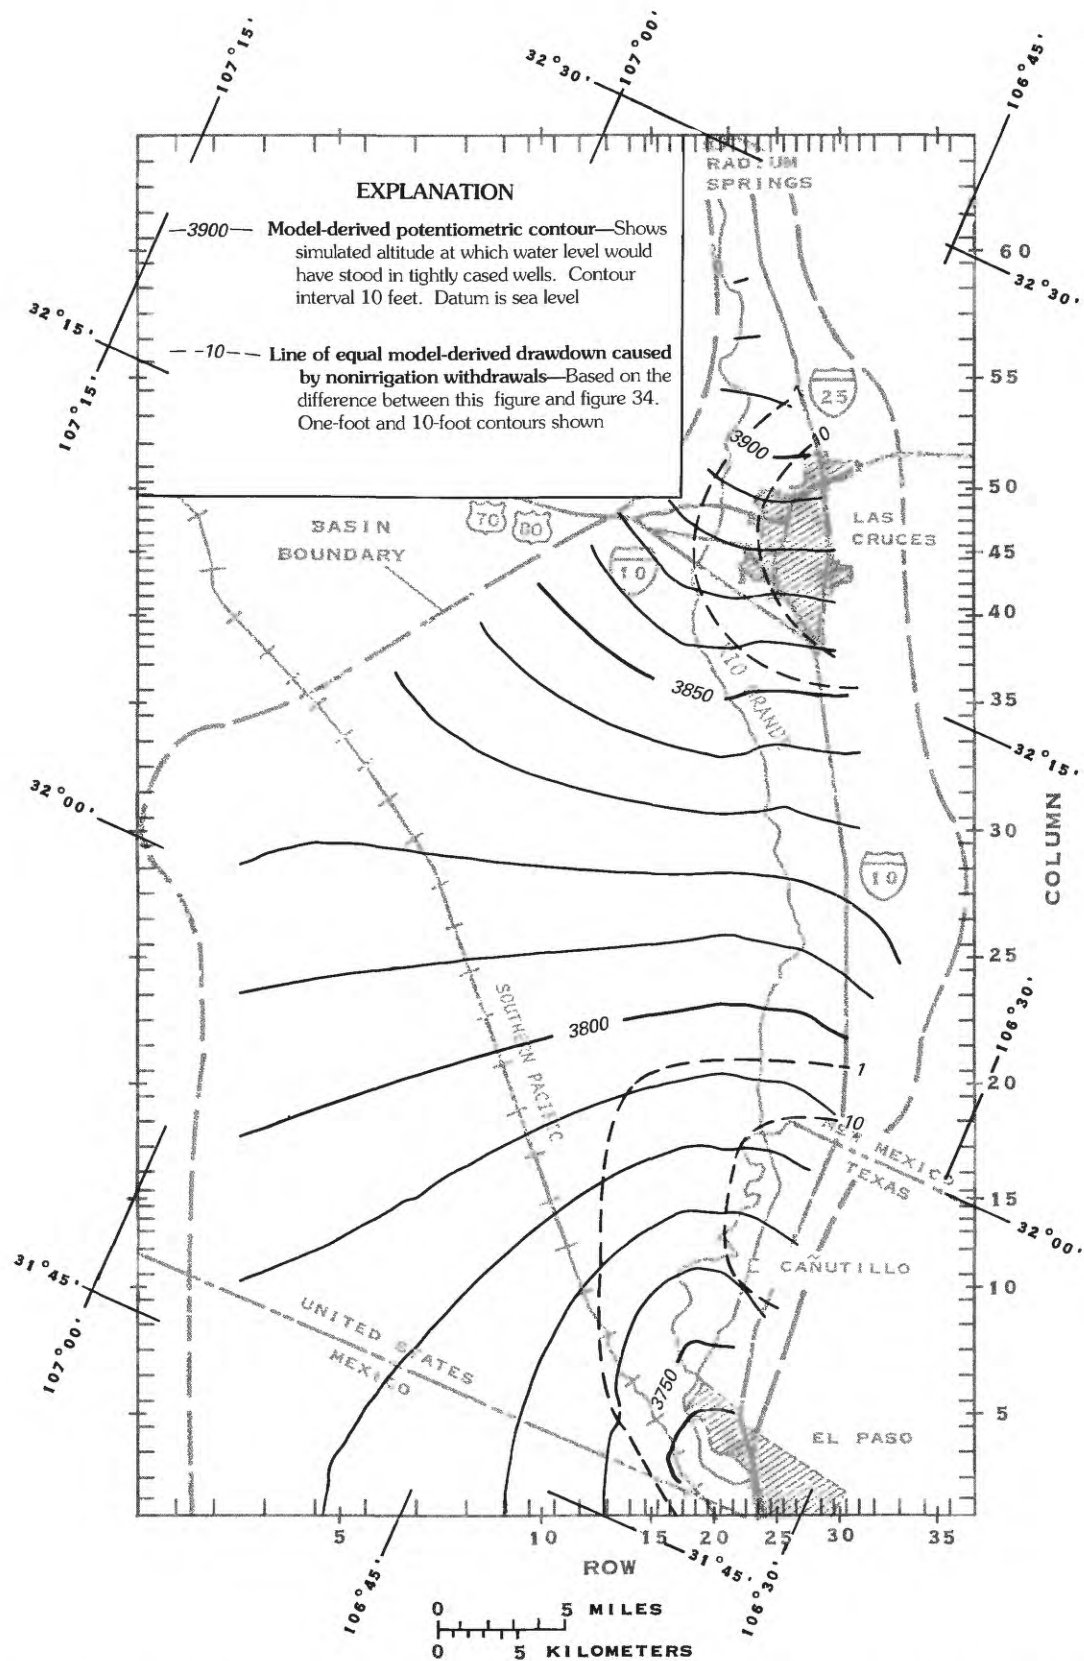 107°15'
32°30'
107°00'
106°45'
RADIUM
SPRINGS
EXPLANATION
—3900— Model-derived potentiometric contour—Shows
simulated altitude at which water level would
have stood in tightly cased wells. Contour
interval 10 feet. Datum is sea level
— -10— — Line of equal model-derived drawdown caused
by nonirrigation withdrawals—Based on the
difference between this figure and figure 34.
One-foot and 10-foot contours shown
60
32°30'
32°15'
107°15'
55
25
1
10
3900
50
70
80
BASIN
BOUNDARY
LAS
CRUCES
10
45
40
RIO GRANDE
3850
35
32°15'
32°00'
30
COLUMN
10
25
SOUTHERN PACIFIC
3800
106°30'
1
20
10
NEW MEXICO
TEXAS
15
32°00'
31°45'
CAÑUTILLO
10
UNITED STATES
MEXICO
107°00'
3750
5
EL PASO
5
10
15
20
25
30
35
ROW
106°45'
31°45'
106°30'
0 5 MILES
0 5 KILOMETERS